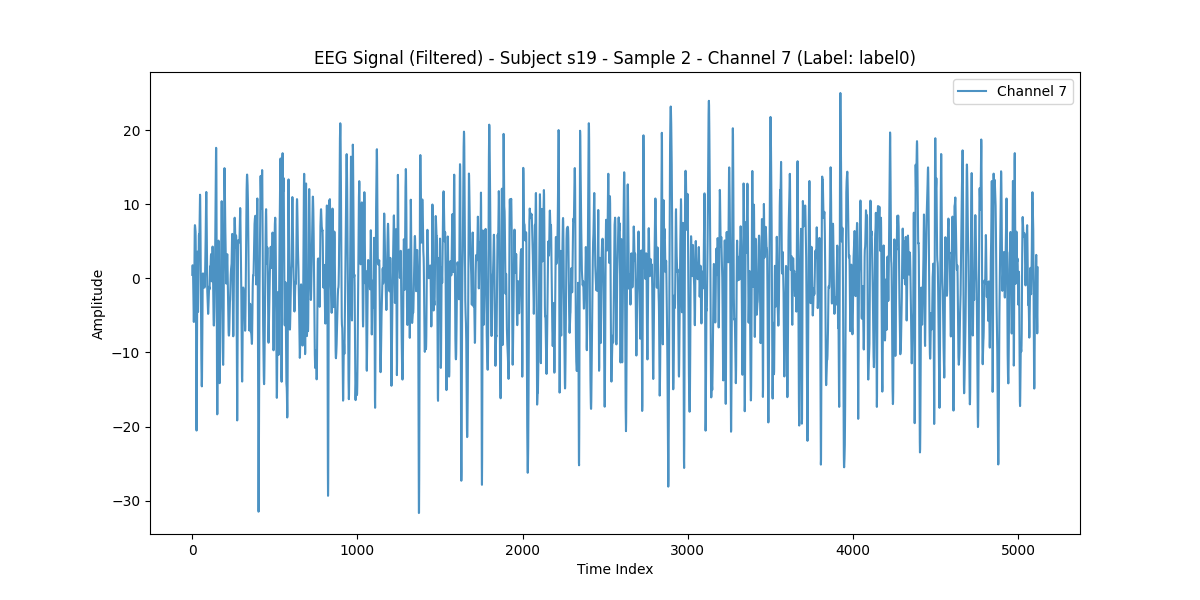 EEG Signal (Filtered) - Subject s19 - Sample 2 - Channel 7 (Label: label0)
Channel 7
20
10
0
−10
−20
−30
Amplitude
0 1000 2000 3000 4000 5000
Time Index